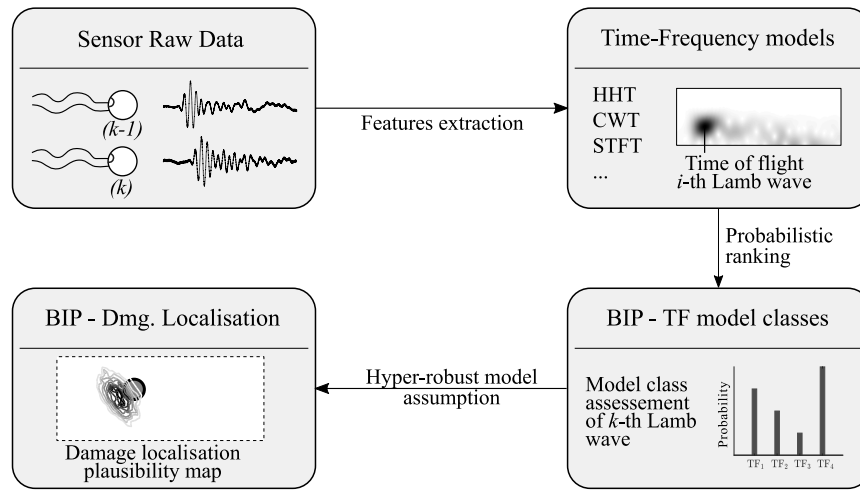 Sensor Raw Data
(k-1)
(k)
Features extraction
Time-Frequency models
HHT
CWT
STFT
...
Time of flight
i-th Lamb wave
Probabilistic
ranking
BIP - TF model classes
Model class
assessement
of k-th Lamb
wave
Probability
TF₁ TF₂ TF₃ TF₄
Hyper-robust model
assumption
BIP - Dmg. Localisation
Damage localisation
plausibility map